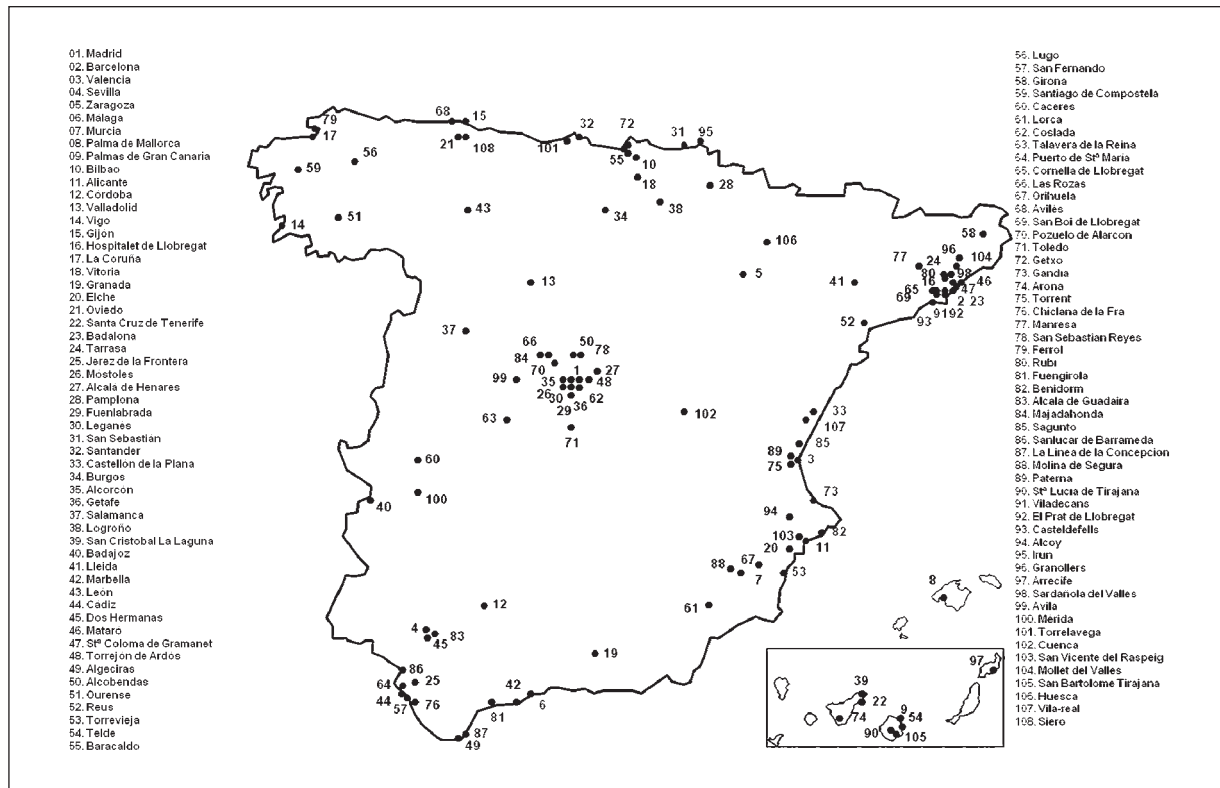 01. Madrid
02. Barcelona
03. Valencia
04. Sevilla
05. Zaragoza
06. Malaga
07. Murcia
08. Palma de Mallorca
09. Palmas de Gran Canaria
10. Bilbao
11. Alicante
12. Córdoba
13. Valladolid
14. Vigo
15. Gijón
16. Hospitalet de Llobregat
17. La Coruña
18. Vitoria
19. Granada
20. Elche
21. Oviedo
22. Santa Cruz de Tenerife
23. Badalona
24. Tarrasa
25. Jerez de la Frontera
26. Mostoles
27. Alcalá de Henares
28. Pamplona
29. Fuenlabrada
30. Leganés
31. San Sebastián
32. Santander
33. Castellon de la Plana
34. Burgos
35. Alcorcón
36. Getafe
37. Salamanca
38. Logroño
39. San Cristobal La Laguna
40. Badajoz
41. Lleida
42. Marbella
43. León
44. Cádiz
45. Dos Hermanas
46. Mataro
47. Stª Coloma de Gramanet
48. Torrejón de Ardós
49. Algeciras
50. Alcobendas
51. Ourense
52. Reus
53. Torrevieja
54. Telde
55. Baracaldo
79
17
59
56
14
51
68
15
21
108
43
32
101
72
55
10
18
31
95
28
38
34
106
5
13
37
41
52
58
96
104
77
24
80
98
16
46
65
47
69
2
23
93
91
92
66
50
78
84
70
1
27
99
35
48
26
30
62
36
29
63
71
102
33
107
85
89
3
75
60
100
40
73
94
82
103
11
20
67
88
7
53
61
12
4
83
45
19
86
25
64
44
57
76
42
81
6
87
49
8
97
39
22
74
9
54
90
105
56. Lugo
57. San Fernando
58. Girona
59. Santiago de Compostela
60. Caceres
61. Lorca
62. Coslada
63. Talavera de la Reina
64. Puerto de Stª Maria
65. Cornella de Llobregat
66. Las Rozas
67. Orihuela
68. Avilés
69. San Boi de Llobregat
70. Pozuelo de Alarcon
71. Toledo
72. Getxo
73. Gandia
74. Arona
75. Torrent
76. Chiclana de la Fra
77. Manresa
78. San Sebastian Reyes
79. Ferrol
80. Rubí
81. Fuengirola
82. Benidorm
83. Alcala de Guadaira
84. Majadahonda
85. Sagunto
86. Sanlucar de Barrameda
87. La Linea de la Concepcion
88. Molina de Segura
89. Paterna
90. Stª Lucia de Tirajana
91. Viladecans
92. El Prat de Llobregat
93. Casteldefells
94. Alcoy
95. Irun
96. Granollers
97. Arrecife
98. Sardañola del Valles
99. Avila
100. Mérida
101. Torrelavega
102. Cuenca
103. San Vicente del Raspeig
104. Mollet del Valles
105. San Bartolome Tirajana
106. Huesca
107. Vila-real
108. Siero